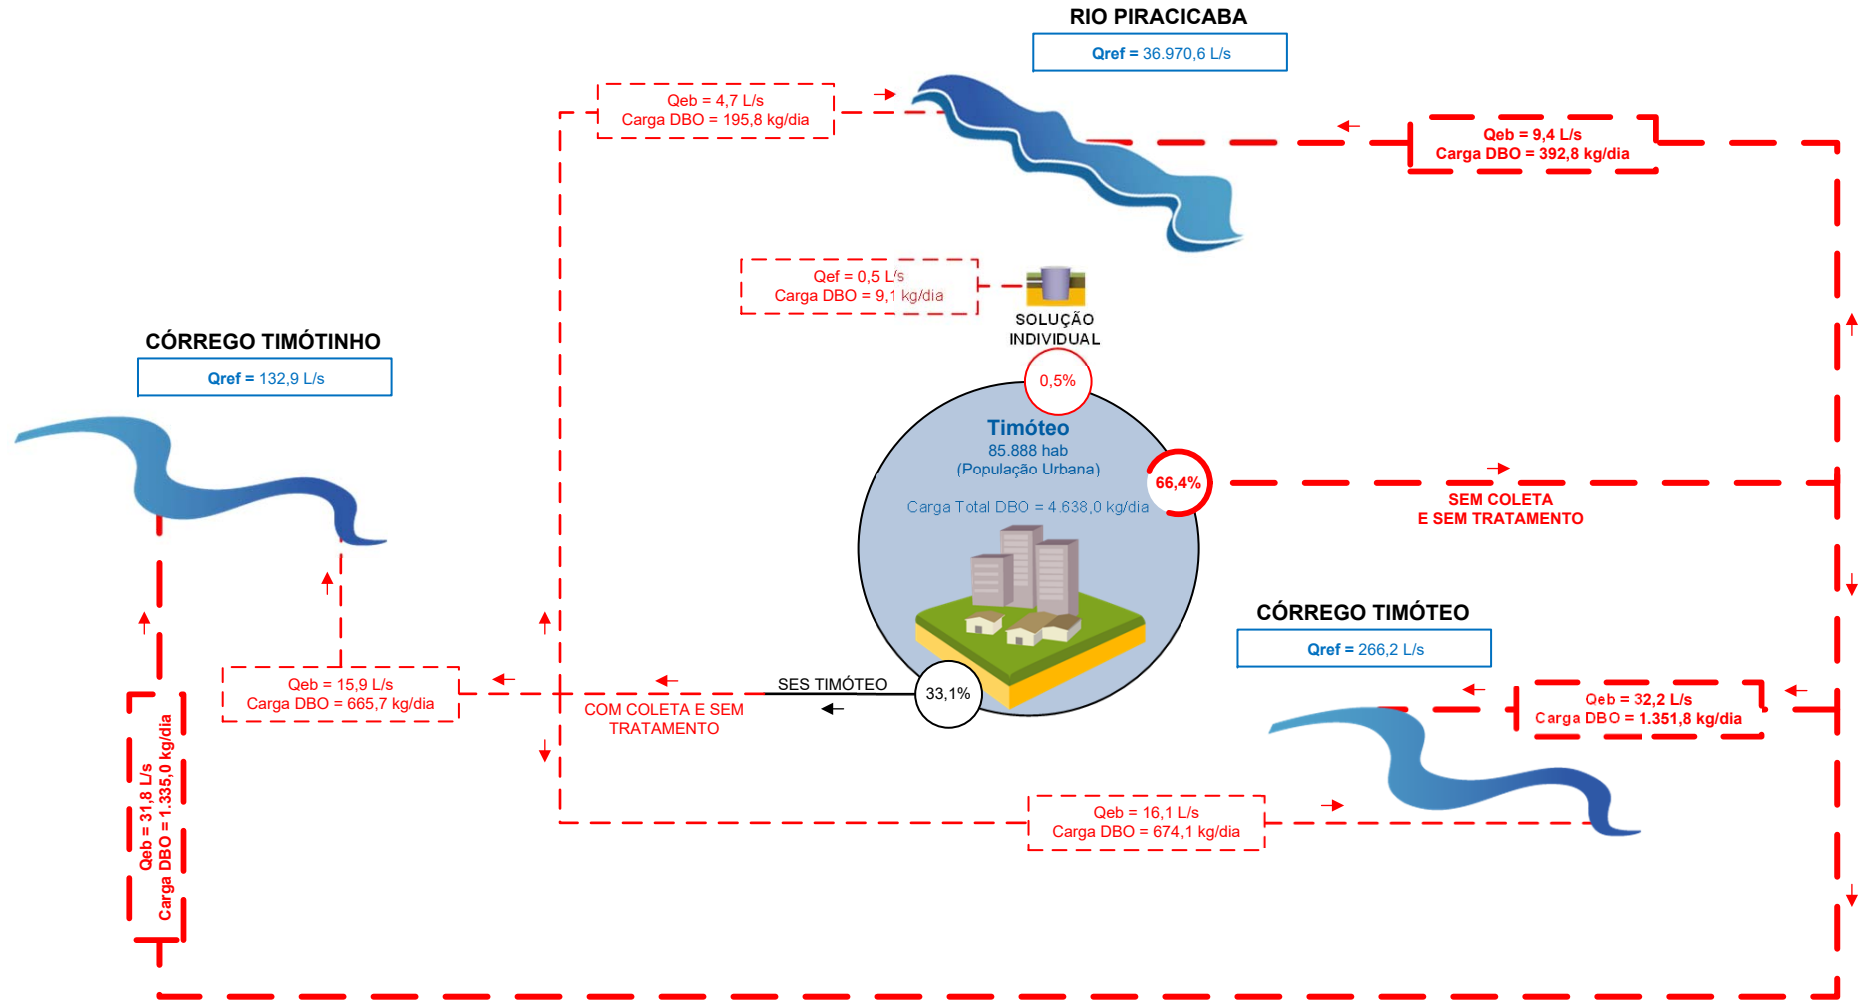 RIO PIRACICABA
Qref = 36.970,6 L/s
Qeb = 4,7 L/s
Carga DBO = 195,8 kg/dia
Qeb = 9,4 L/s
Carga DBO = 392,8 kg/dia
Qef = 0,5 L/s
Carga DBO = 9,1 kg/dia
SOLUÇÃO
INDIVIDUAL
CÓRREGO TIMÓTINHO
Qref = 132,9 L/s
0,5%
Timóteo
85.888 hab
(População Urbana)
Carga Total DBO = 4.638,0 kg/dia
66,4%
SEM COLETA
E SEM TRATAMENTO
CÓRREGO TIMÓTEO
Qref = 266,2 L/s
Qeb = 15,9 L/s
Carga DBO = 665,7 kg/dia
COM COLETA E SEM
TRATAMENTO
SES TIMÓTEO
33,1%
Qeb = 32,2 L/s
Carga DBO = 1.351,8 kg/dia
Qeb = 31,8 L/s
Carga DBO = 1.335,0 kg/dia
Qeb = 16,1 L/s
Carga DBO = 674,1 kg/dia